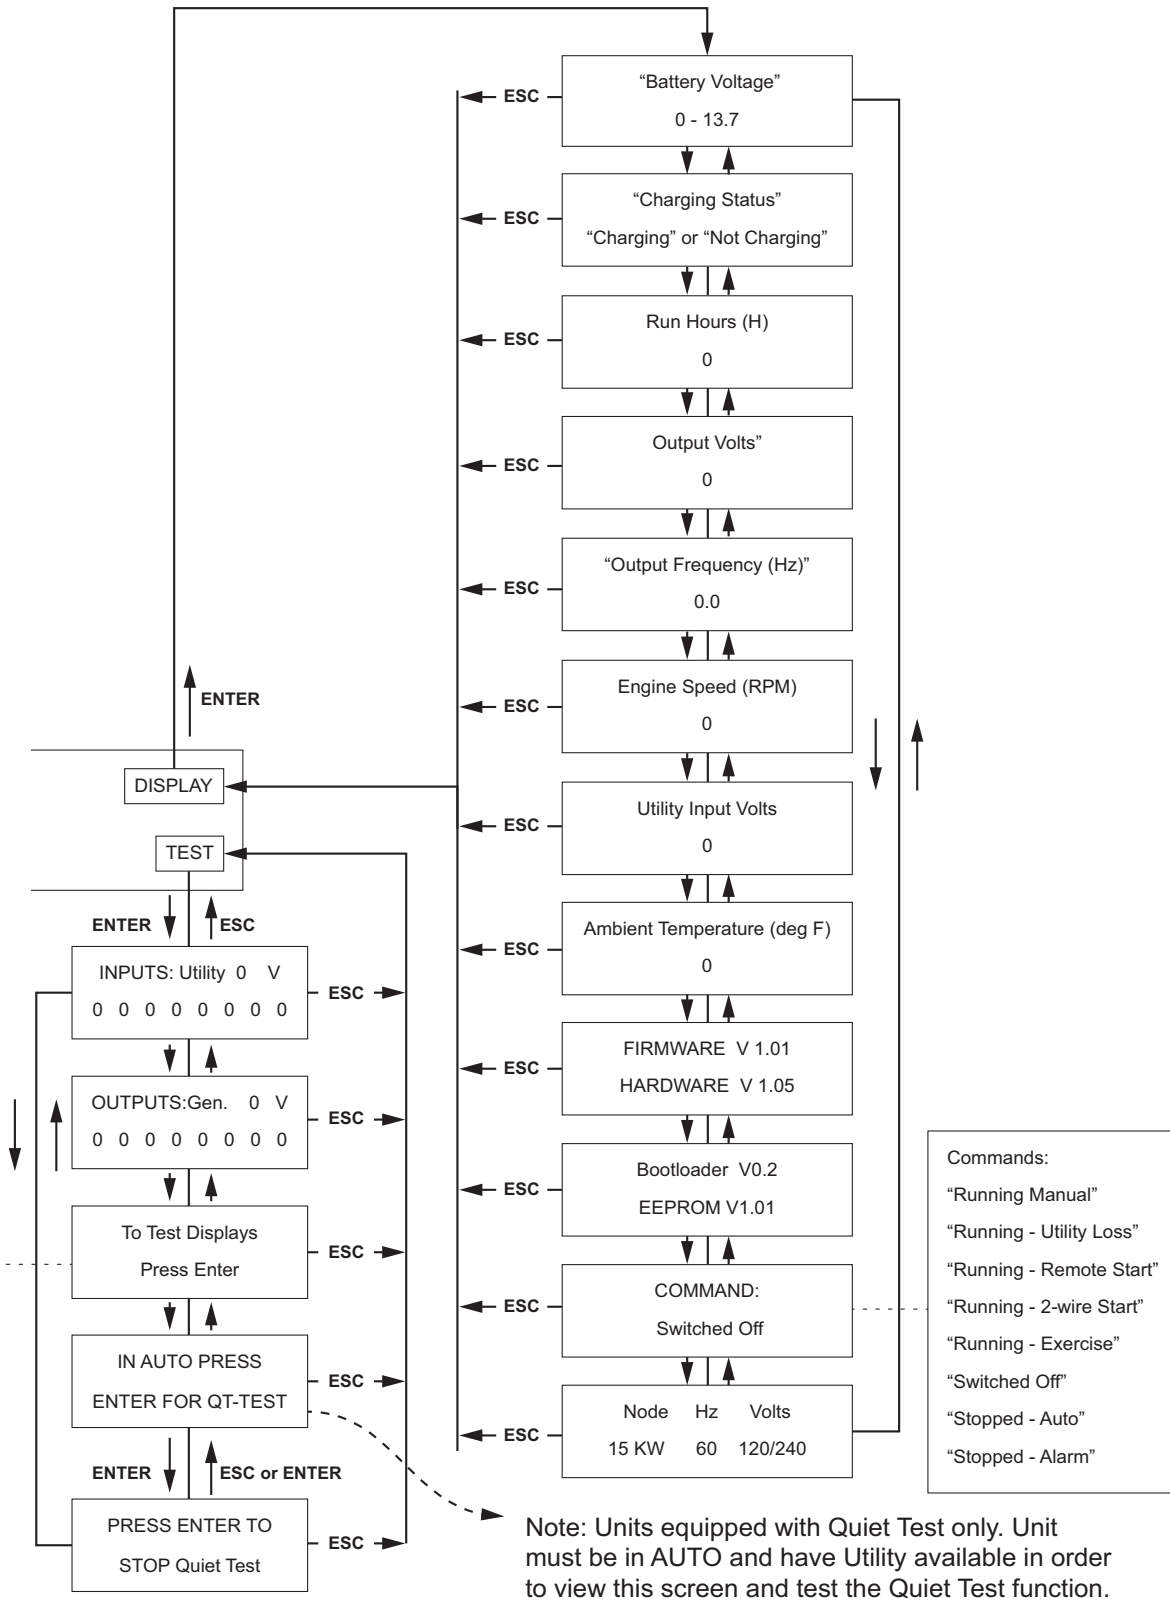 “Battery Voltage”
0 - 13.7
ESC
“Charging Status”
“Charging” or “Not Charging”
ESC
Run Hours (H)
0
ESC
Output Volts”
0
ESC
“Output Frequency (Hz)”
0.0
ESC
Engine Speed (RPM)
0
ESC
Utility Input Volts
0
ESC
Ambient Temperature (deg F)
0
ESC
FIRMWARE V 1.01
HARDWARE V 1.05
ESC
Bootloader V0.2
EEPROM V1.01
ESC
COMMAND:
Switched Off
ESC
Node Hz Volts
15 KW 60 120/240
ESC
ENTER
DISPLAY
TEST
ENTER
ESC
INPUTS: Utility 0 V
0 0 0 0 0 0 0 0
ESC
OUTPUTS:Gen. 0 V
0 0 0 0 0 0 0 0
ESC
To Test Displays
Press Enter
ESC
IN AUTO PRESS
ENTER FOR QT-TEST
ESC
ENTER
ESC or ENTER
PRESS ENTER TO
STOP Quiet Test
ESC
Commands:
“Running Manual”
“Running - Utility Loss”
“Running - Remote Start”
“Running - 2-wire Start”
“Running - Exercise”
“Switched Off”
“Stopped - Auto”
“Stopped - Alarm”
Note: Units equipped with Quiet Test only. Unit
must be in AUTO and have Utility available in order
to view this screen and test the Quiet Test function.